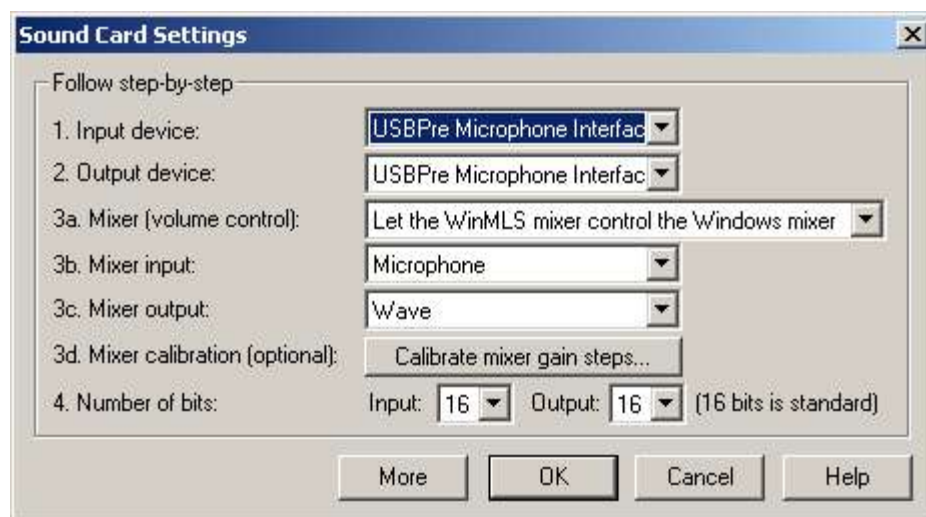 Sound Card Settings
Follow step-by-step
1. Input device: USBPre Microphone Interfac
2. Output device: USBPre Microphone Interfac
3a. Mixer (volume control): Let the WinMLS mixer control the Windows mixer
3b. Mixer input: Microphone
3c. Mixer output: Wave
3d. Mixer calibration (optional): Calibrate mixer gain steps...
4. Number of bits: Input: 16 Output: 16 (16 bits is standard)
More OK Cancel Help